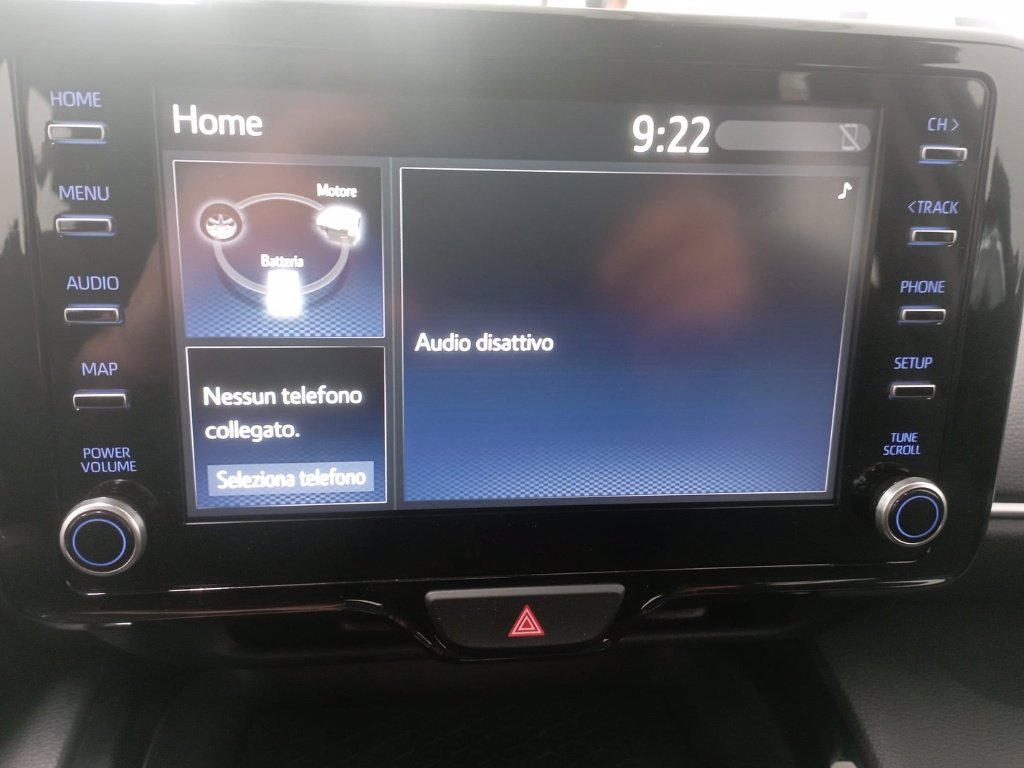 HOME
MENU
AUDIO
MAP
POWER
VOLUME
Home
9:22
Motore
Batteria
Nessun telefono
collegato.
Seleziona telefono
Audio disattivo
CH >
< TRACK
PHONE
SETUP
TUNE
SCROLL